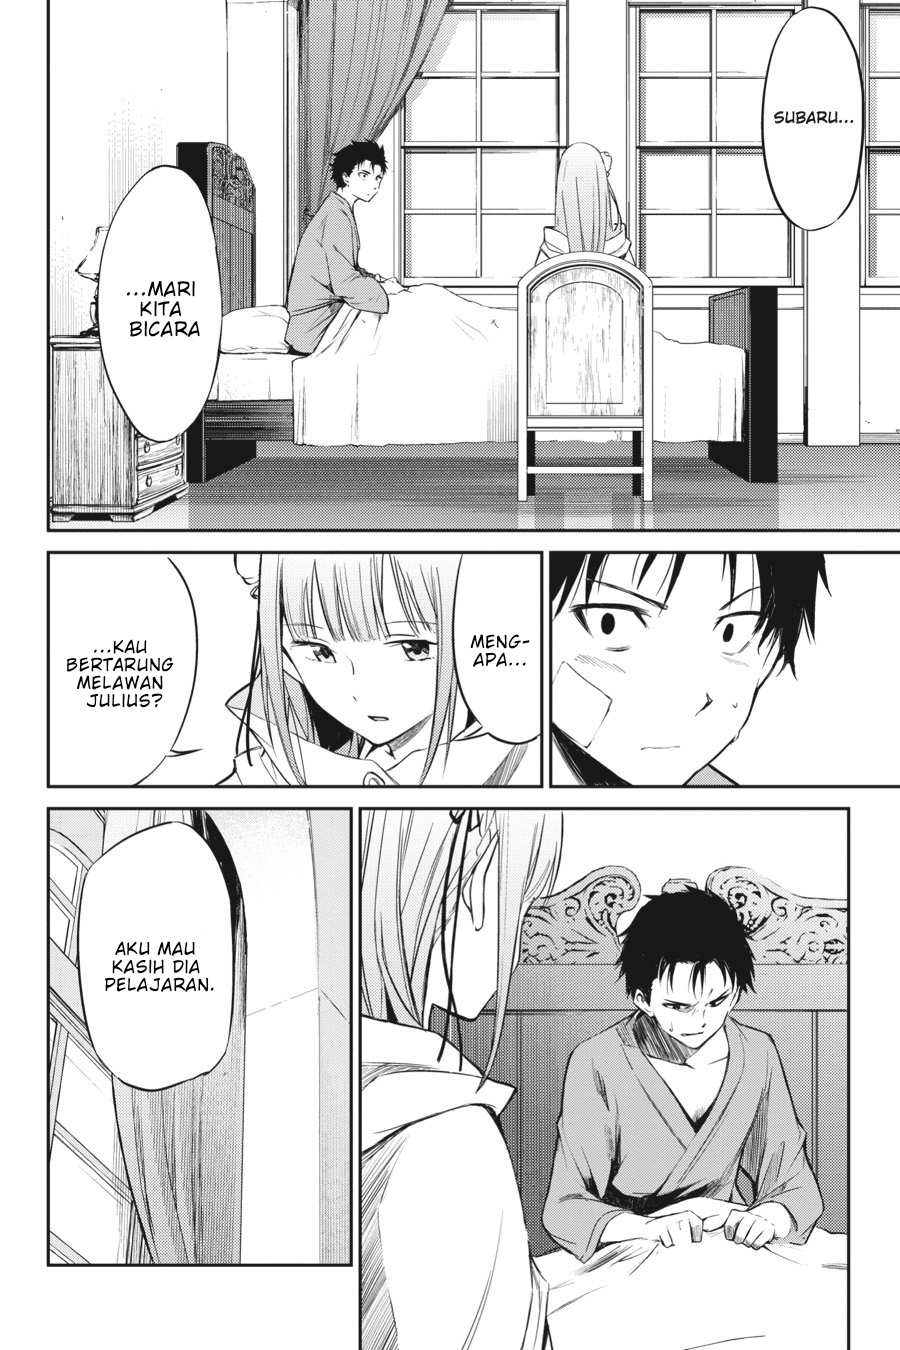 SUBARU...
...MARI
KITA
BICARA
MENG-
APA...
...KAU
BERTARUNG
MELAWAN
JULIUS?
AKU MAU
KASIH DIA
PELAJARAN.